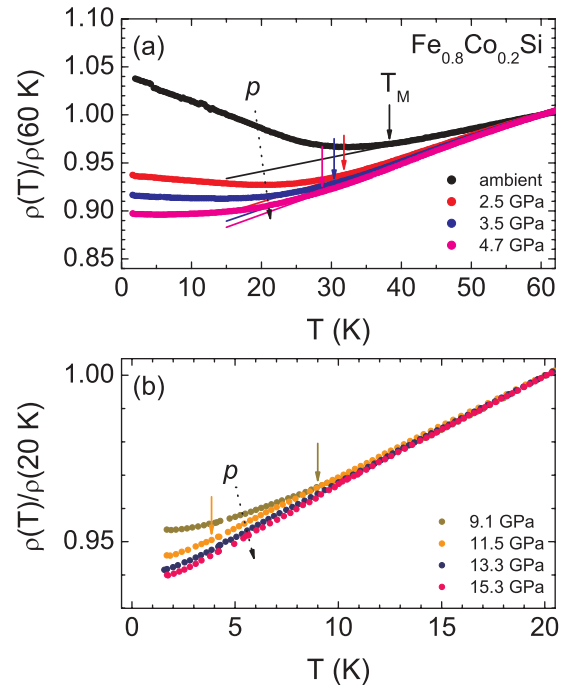 (a)
Fe0.8Co0.2Si
1.10
1.05
1.00
0.95
0.90
0.85
ρ(T)/ρ(60 K)
p
TM
ambient
2.5 GPa
3.5 GPa
4.7 GPa
0 10 20 30 40 50 60
T (K)
(b)
1.00
0.95
ρ(T)/ρ(20 K)
p
9.1 GPa
11.5 GPa
13.3 GPa
15.3 GPa
0 5 10 15 20
T (K)